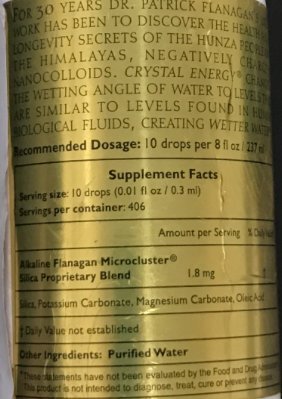 FOR 30 YEARS DR. PATRICK FLANAGAN'S
WORK HAS BEEN TO DISCOVER THE HEALTH
LONGEVITY SECRETS OF THE HUNZA PEOPLE
THE HIMALAYAS, NEGATIVELY
NANOCOLLOIDS. CRYSTAL ENERGY®
THE WETTING ANGLE OF WATER TO LEVELS
ARE SIMILAR TO LEVELS FOUND IN
BIOLOGICAL FLUIDS, CREATING WETTER WATER
Recommended Dosage: 10 drops per 8 fl oz / 237 ml
Supplement Facts
Serving size: 10 drops (0.01 fl oz / 0.3 ml)
Servings per container: 406
Amount per Serving % Daily
Alkaline Flanagan Microcluster®
Silica Proprietary Blend 1.8 mg
Silica, Potassium Carbonate, Magnesium Carbonate, Oleic Acid
† Daily Value not established
Other Ingredients: Purified Water
*These statements have not been evaluated by the Food and Drug
This product is not intended to diagnose, treat, cure or prevent any